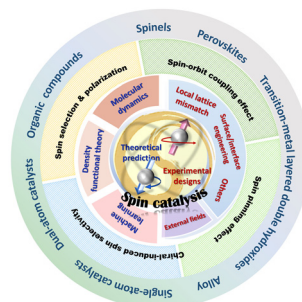 Spinels
Perovskites
Transition-metal layered double hydroxides
Alloy
Single-atom catalysts
Dual-atom catalysts
Organic compounds
Spin-orbit coupling effect
Spin pinning effect
Chiral-induced spin selectivity
Spin selection & polarization
Molecular dynamics
Density functional theory
Machine learning
Local lattice mismatch
Surface/interface engineering
Others
External fields
Theoretical
prediction
Experimental
designs
Spin catalysis